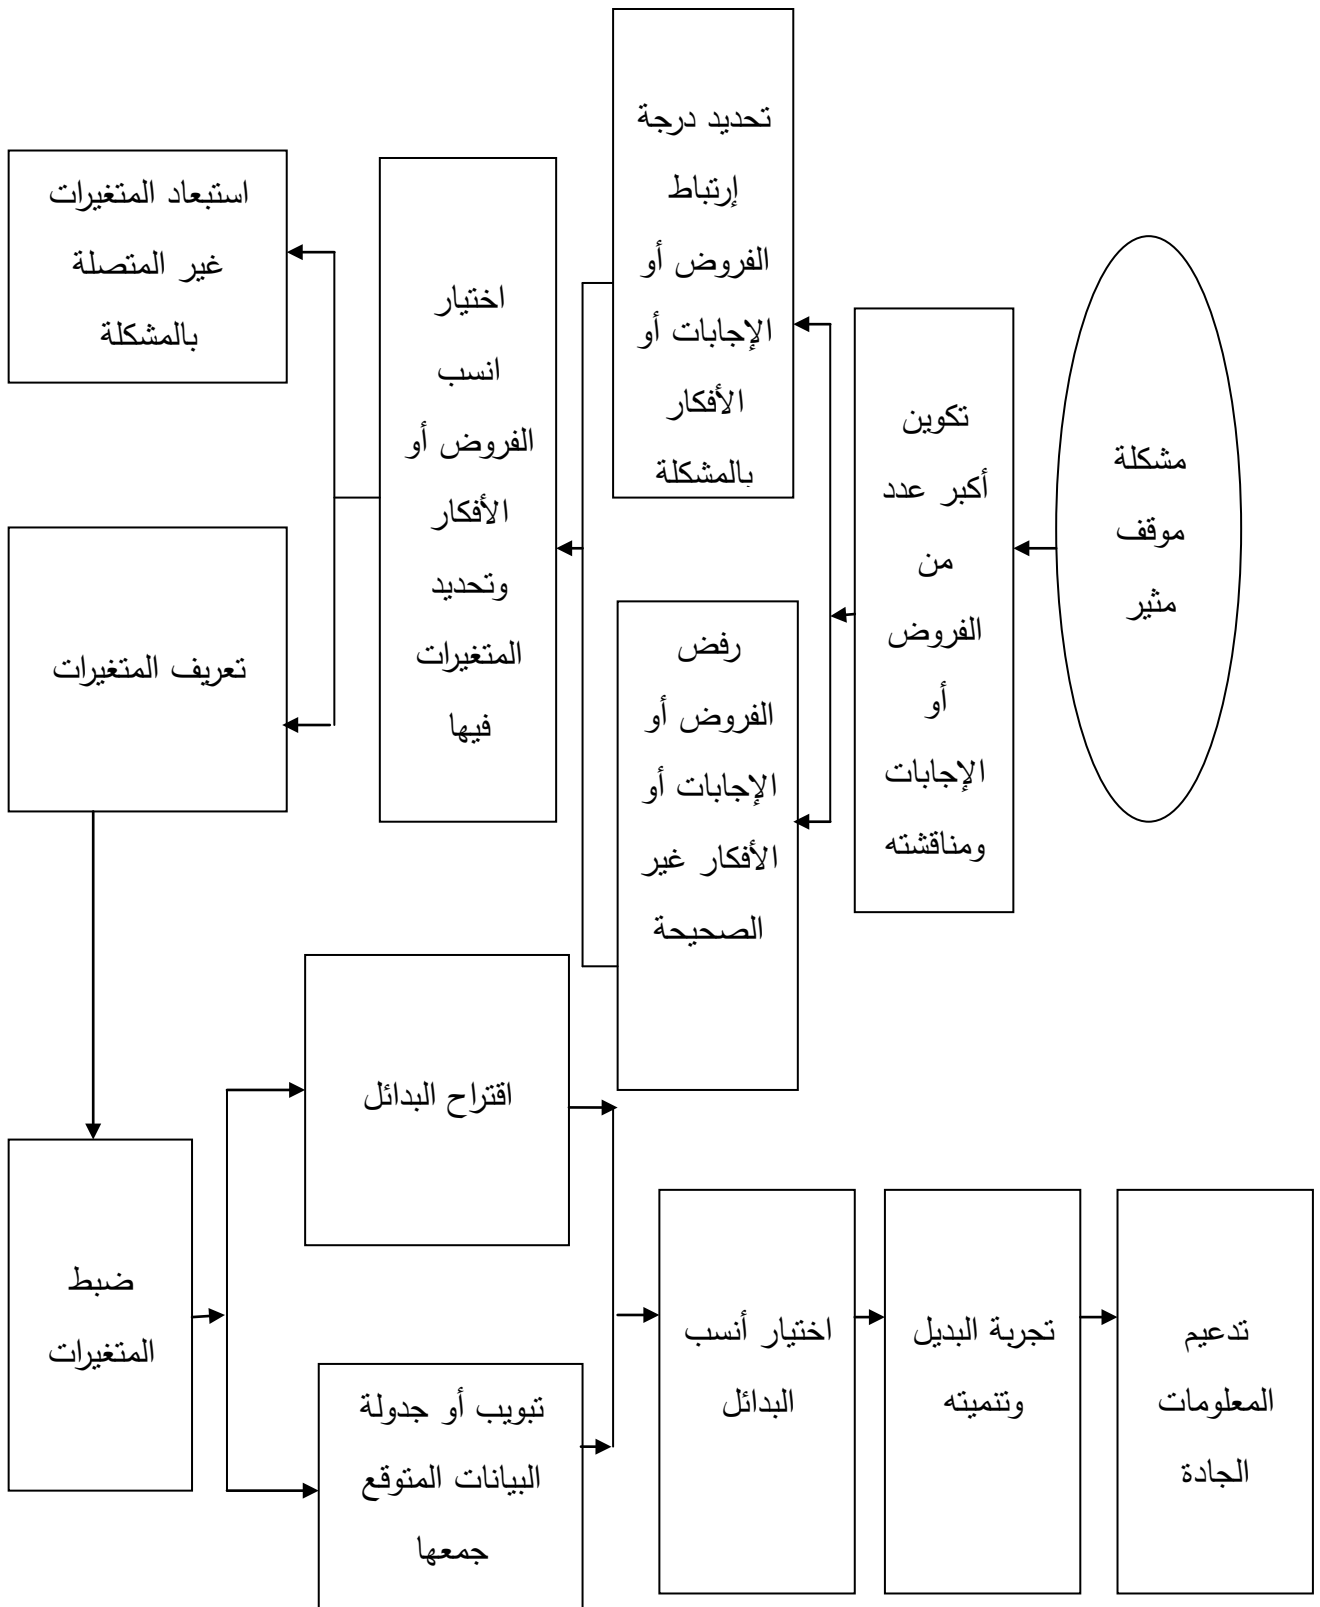 مشكلة
موقف
مثير
تكوين
أكبر عدد
من
الفروض
أو
الإجابات
ومناقشته
تحديد درجة
إرتباط
الفروض أو
الإجابات أو
الأفكار
بالمشكلة
رفض
الفروض أو
الإجابات أو
الأفكار غير
الصحيحة
اختيار
انسب
الفروض أو
الأفكار
وتحديد
المتغيرات
فيها
استبعاد المتغيرات
غير المتصلة
بالمشكلة
تعريف المتغيرات
ضبط
المتغيرات
اقتراح البدائل
تبويب أو جدولة
البيانات المتوقع
جمعها
اختيار أنسب
البدائل
تجربة البديل
وتنميته
تدعيم
المعلومات
الجادة